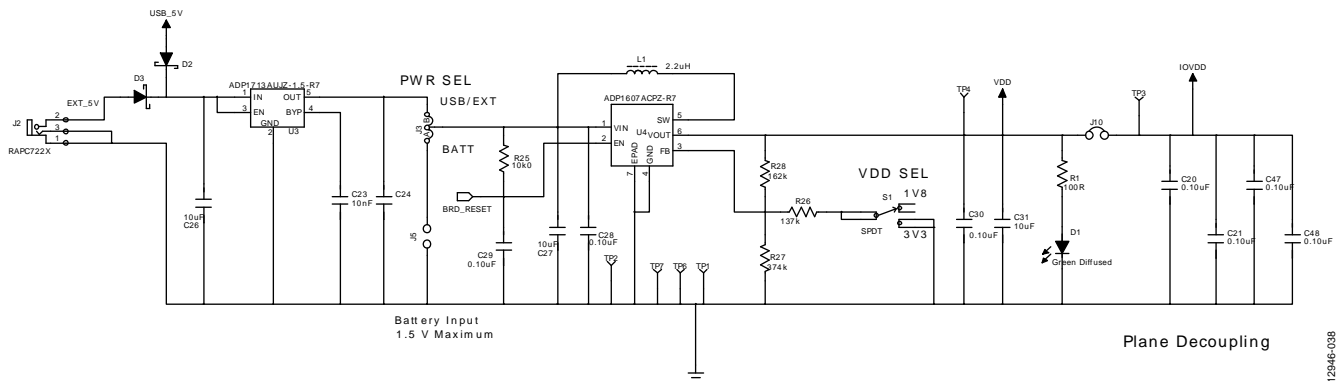 USB_5V
D2
D3
EXT_5V
J2
2
3
1
RAPC722X
ADP1713AUJZ-1.5-R7
1
IN
OUT
5
3
EN
BYP
4
GND
U3
2
10uF
C26
C23
10nF
C24
PWR SEL
USB/EXT
J3
B
A
BATT
J5
Battery Input
1.5 V Maximum
R25
10k0
BRD_RESET
C29
0.10uF
L1
2.2uH
ADP1607ACPZ-R7
SW
5
1
VIN
U4
VOUT
6
2
EN
FB
3
EPAD
GND
7
4
10uF
C27
C28
0.10uF
TP2
TP7
TP6
TP1
R28
162k
R26
137k
R27
374k
VDD SEL
S1
1V8
SPDT
3V3
TP4
C30
0.10uF
VDD
C31
10uF
R1
100R
D1
Green Diffused
J10
TP3
IOVDD
C20
0.10uF
C21
0.10uF
C47
0.10uF
C48
0.10uF
Plane Decoupling
12946-038